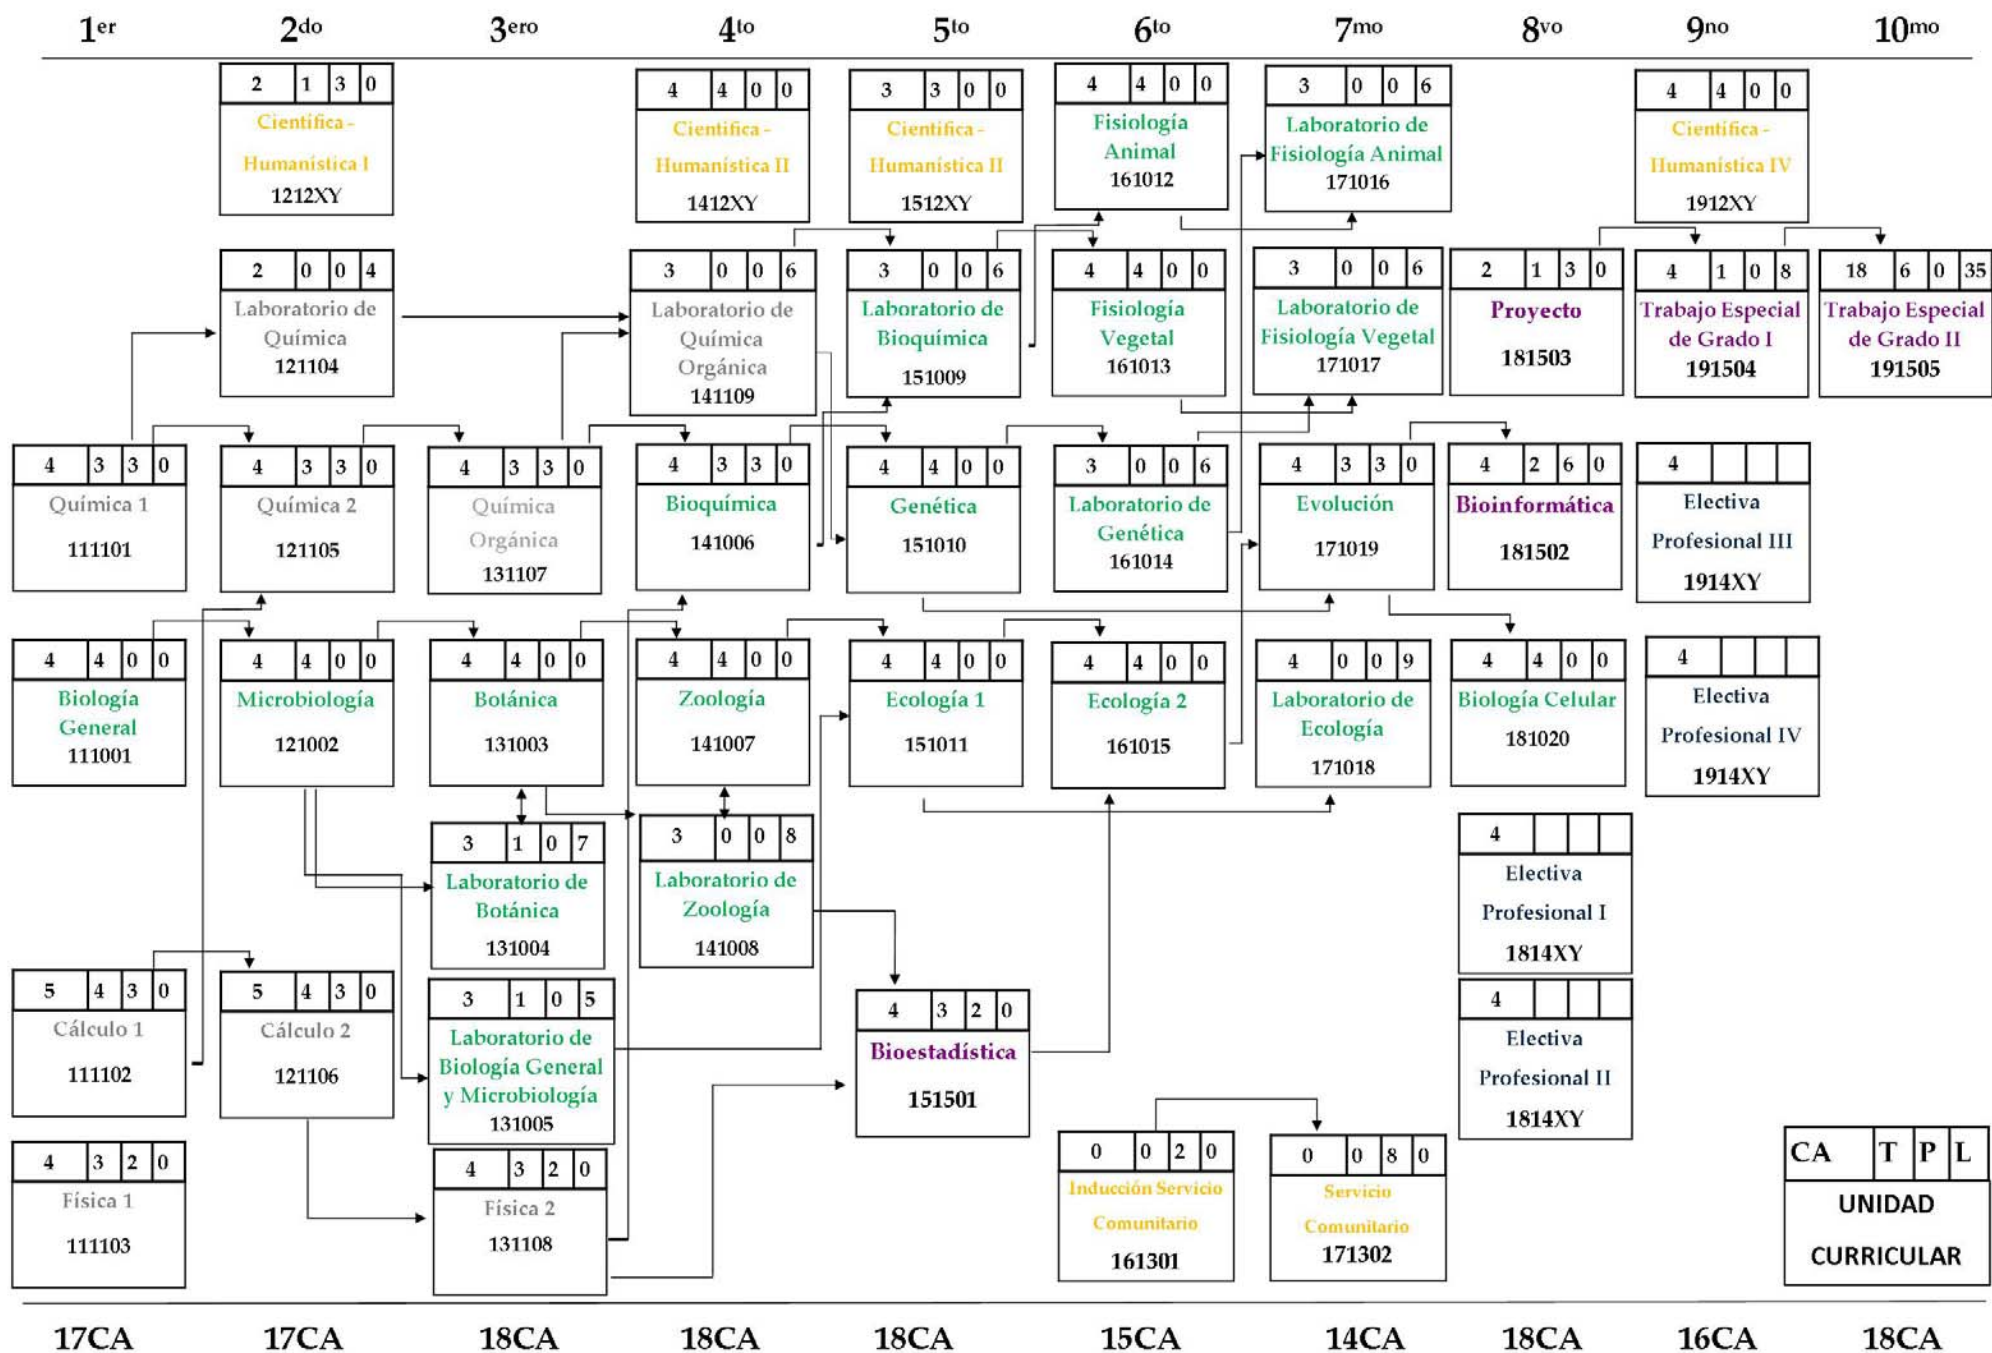 1er 2do 3ero 4to 5to 6to 7mo 8vo 9no 10mo
2 1 3 0
Científica -
Humanística I
1212XY
4 4 0 0
Científica -
Humanística II
1412XY
3 3 0 0
Científica -
Humanística II
1512XY
4 4 0 0
Fisiología
Animal
161012
3 0 0 6
Laboratorio de
Fisiología Animal
171016
4 4 0 0
Científica -
Humanística IV
1912XY
2 0 0 4
Laboratorio de
Química
121104
3 0 0 6
Laboratorio de
Química
Orgánica
141109
3 0 0 6
Laboratorio de
Bioquímica
151009
4 4 0 0
Fisiología
Vegetal
161013
3 0 0 6
Laboratorio de
Fisiología Vegetal
171017
2 1 3 0
Proyecto
181503
4 1 0 8
Trabajo Especial
de Grado I
191504
18 6 0 35
Trabajo Especial
de Grado II
191505
4 3 3 0
Química 1
111101
4 3 3 0
Química 2
121105
4 3 3 0
Química
Orgánica
131107
4 3 3 0
Bioquímica
141006
4 4 0 0
Genética
151010
3 0 0 6
Laboratorio de
Genética
161014
4 3 3 0
Evolución
171019
4 2 6 0
Bioinformática
181502
4
Electiva
Profesional III
1914XY
4 4 0 0
Biología
General
111001
4 4 0 0
Microbiología
121002
4 4 0 0
Botánica
131003
4 4 0 0
Zoología
141007
4 4 0 0
Ecología 1
151011
4 4 0 0
Ecología 2
161015
4 0 0 9
Laboratorio de
Ecología
171018
4 4 0 0
Biología Celular
181020
4
Electiva
Profesional IV
1914XY
3 1 0 7
Laboratorio de
Botánica
131004
3 0 0 8
Laboratorio de
Zoología
141008
4
Electiva
Profesional I
1814XY
5 4 3 0
Cálculo 1
111102
5 4 3 0
Cálculo 2
121106
3 1 0 5
Laboratorio de
Biología General
y Microbiología
131005
4 3 2 0
Bioestadística
151501
4
Electiva
Profesional II
1814XY
4 3 2 0
Física 1
111103
4 3 2 0
Física 2
131108
0 0 2 0
Inducción Servicio
Comunitario
161301
0 0 8 0
Servicio
Comunitario
171302
CA T P L
UNIDAD
CURRICULAR
17CA 17CA 18CA 18CA 18CA 15CA 14CA 18CA 16CA 18CA